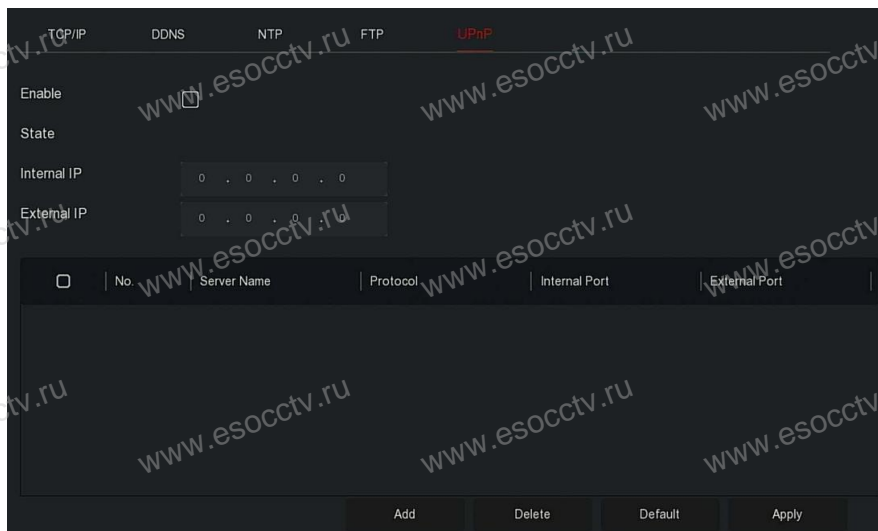 TCP/IP DDNS NTP FTP UPnP
Enable
State
Internal IP 0 . 0 . 0 . 0
External IP 0 . 0 . 0 . 0
No. Server Name Protocol Internal Port External Port
Add Delete Default Apply
www.esocctv.ru
www.esocctv.ru
www.esocctv
www.esocctv.ru
www.esocctv.ru
www.esocctv
www.esocctv.ru
www.esocctv.ru
www.esocctv
tv.ru
tv.ru
tv.ru